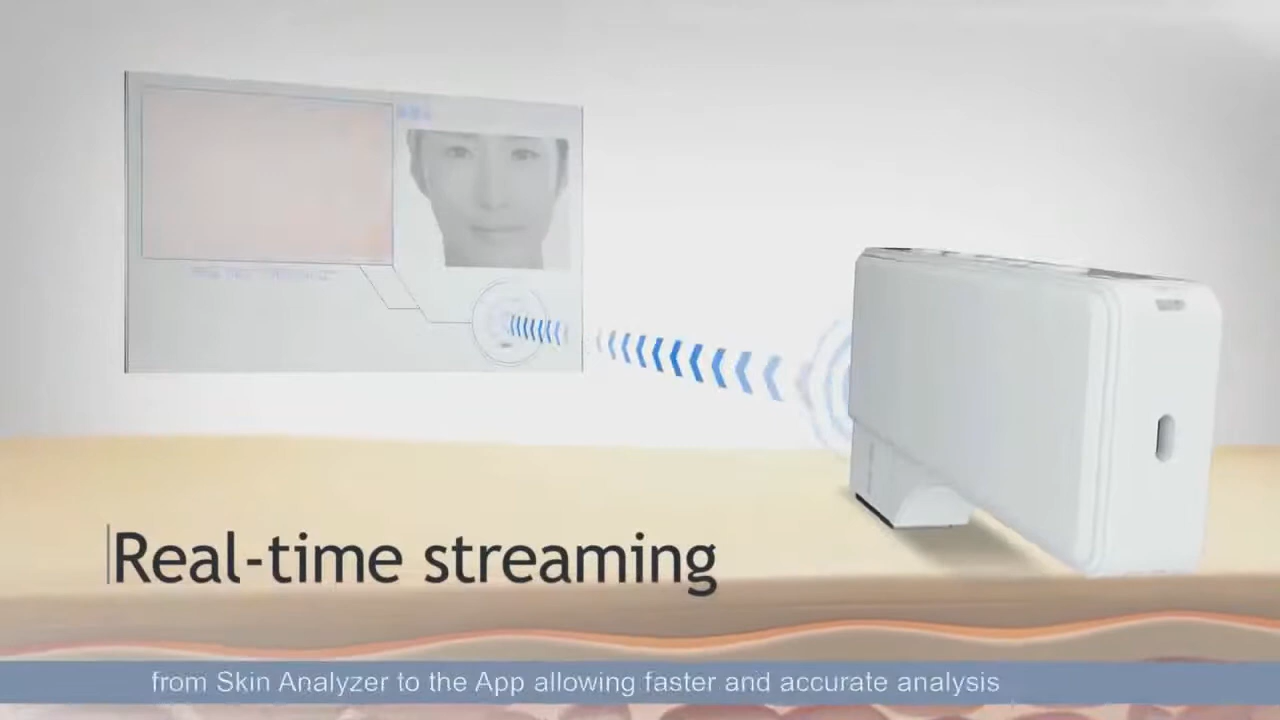 Real-time streaming
from Skin Analyzer to the App allowing faster and accurate analysis